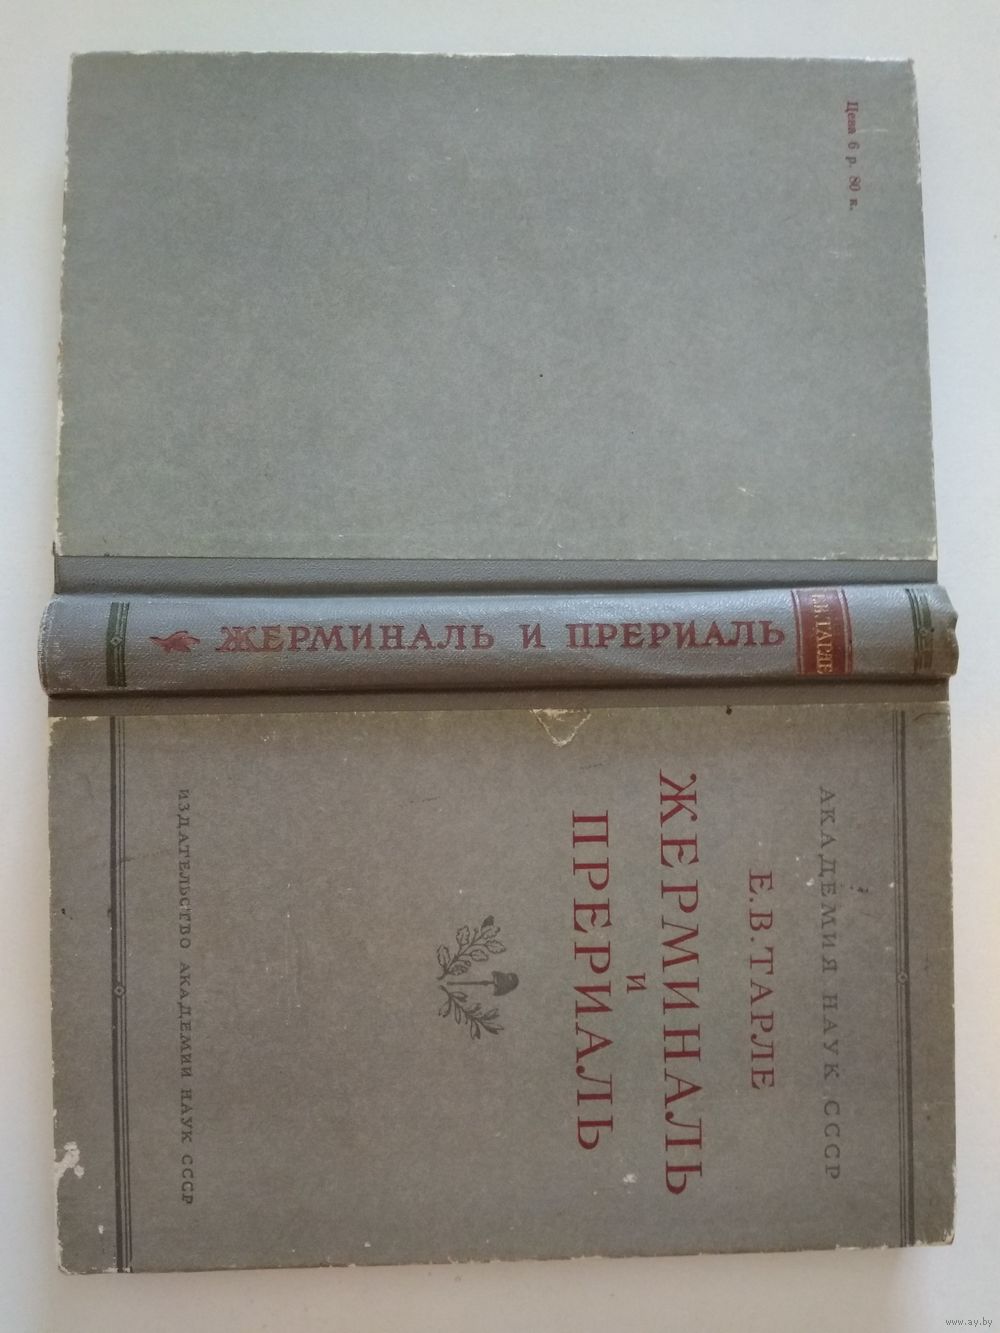 АКАДЕМИЯ НАУК СССР
Е.В.ТАРЛЕ
ЖЕРМИНАЛЬ
И
ПРЕРИАЛЬ
ИЗДАТЕЛЬСТВО АКАДЕМИИ НАУК СССР
ЖЕРМИНАЛЬ И ПРЕРИАЛЬ
Е.В.ТАРЛЕ
Цена 6 р. 80 к.
www.ay.by